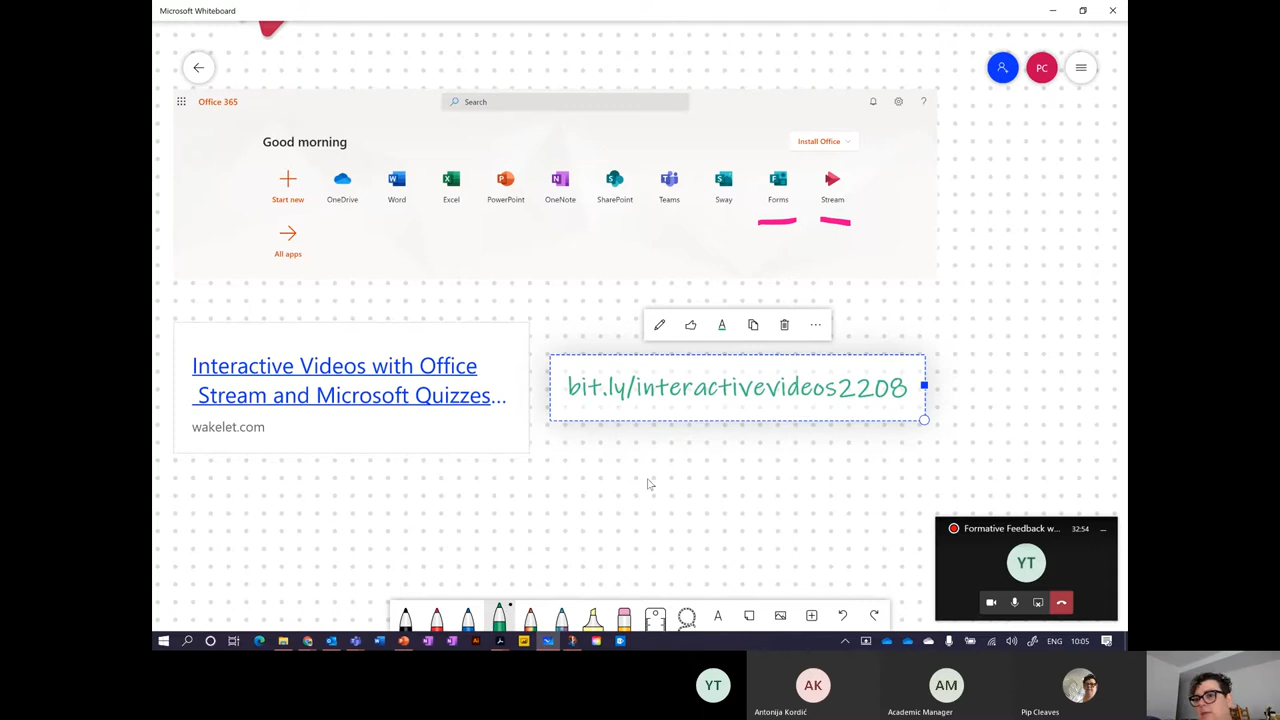 Microsoft Whiteboard
PC
Office 365
Search
?
Good morning
Install Office
Start new
OneDrive
Word
Excel
PowerPoint
OneNote
SharePoint
Teams
Sway
Forms
Stream
All apps
Interactive Videos with Office
Stream and Microsoft Quizzes...
wakelet.com
bit.ly/interactivevideos2208
Formative Feedback w... 32:54
YT
ENG 10:05
YT
AK
AM
Antonija Kordić
Academic Manager
Pip Cleaves